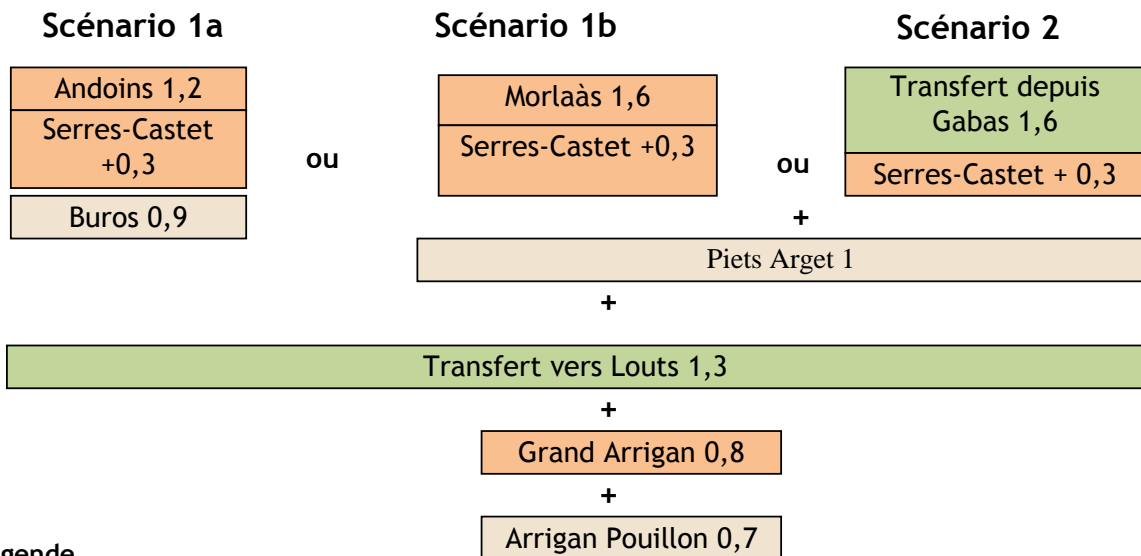 Scénario 1a
Scénario 1b
Scénario 2
Andoins 1,2
Serres-Castet
+0,3
Buros 0,9
ou
Morlaàs 1,6
Serres-Castet +0,3
ou
Transfert depuis
Gabas 1,6
Serres-Castet + 0,3
+
Piets Arget 1
+
Transfert vers Louts 1,3
+
Grand Arrigan 0,8
+
Arrigan Pouillon 0,7